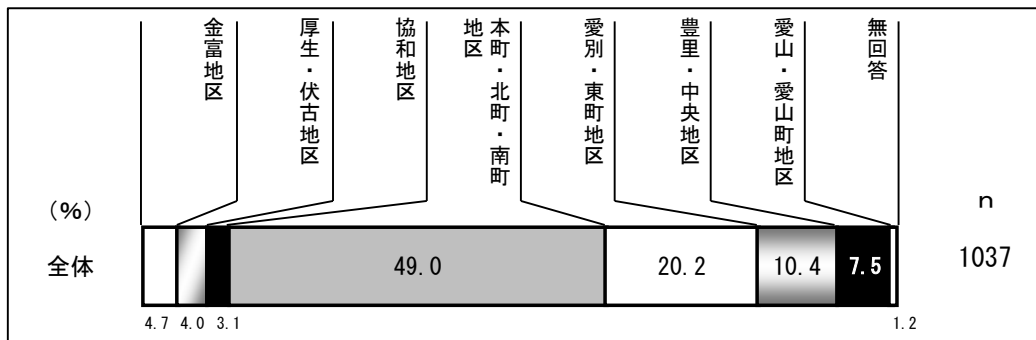 金富地区
厚生・伏古地区
協和地区
本町・北町・南町
地区
愛別・東町地区
豊里・中央地区
愛山・愛山町地区
無回答
(%)
n
全体
49.0
20.2
10.4
7.5
1037
4.7
4.0
3.1
1.2